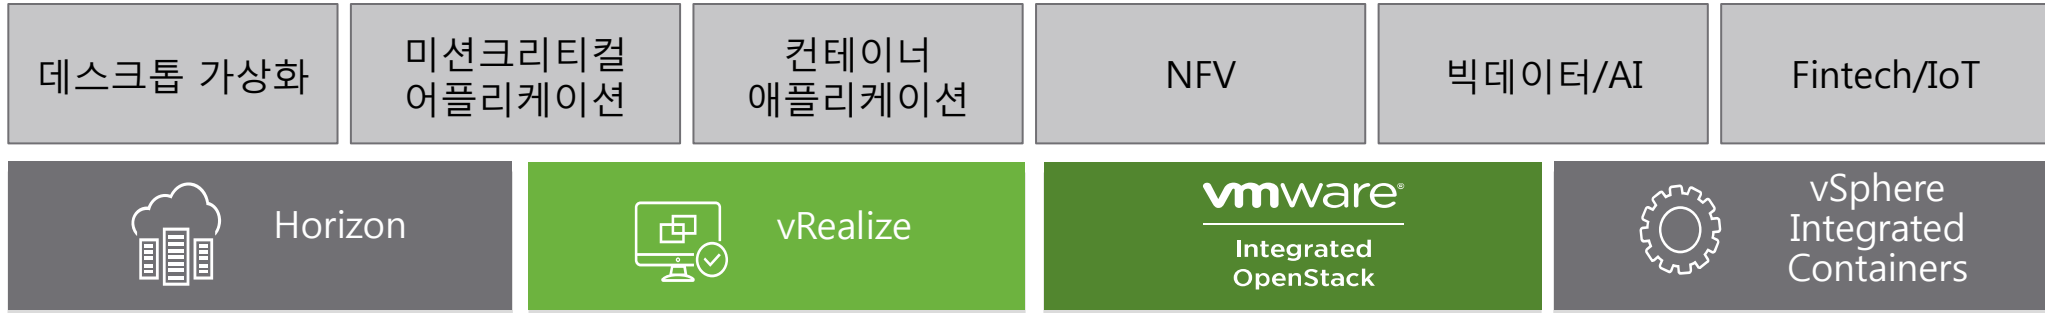 데스크톱 가상화
미션크리티컬
어플리케이션
컨테이너
애플리케이션
NFV
빅데이터/AI
Fintech/IoT
Horizon
vRealize
vmware®
Integrated
OpenStack
vSphere
Integrated
Containers